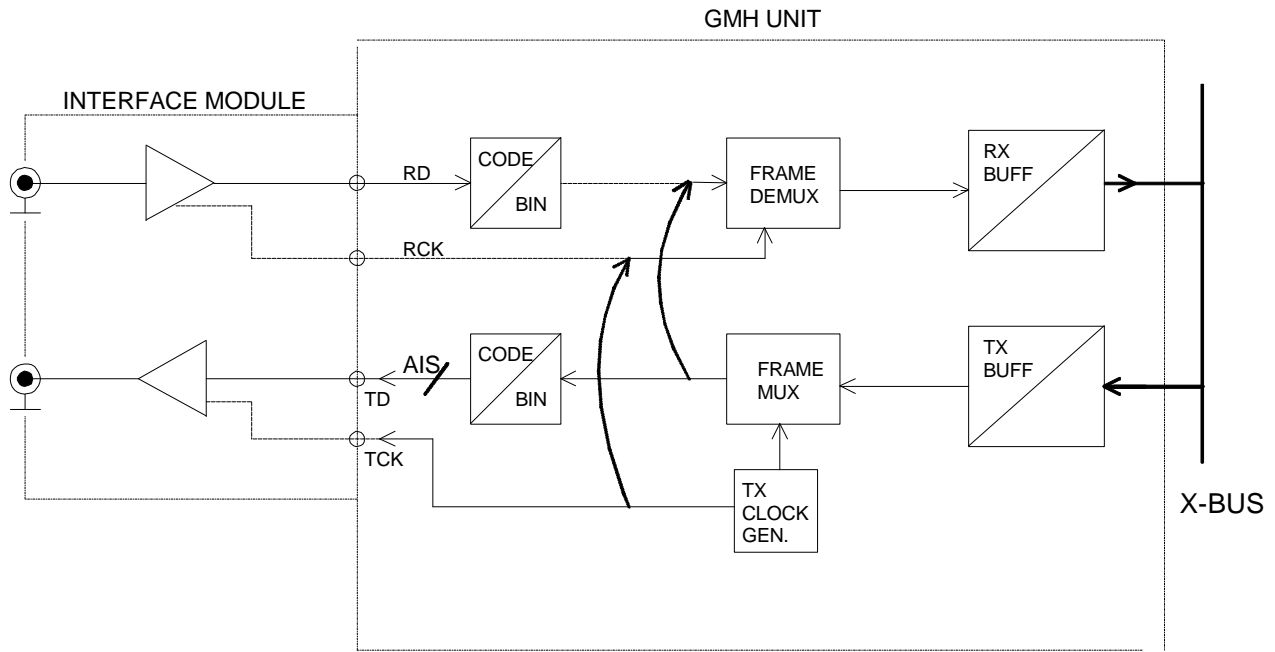 GMH UNIT
INTERFACE MODULE
RD
CODE
BIN
FRAME
DEMUX
RX
BUFF
RCK
AIS
TD
CODE
BIN
FRAME
MUX
TX
BUFF
TCK
TX
CLOCK
GEN.
X-BUS